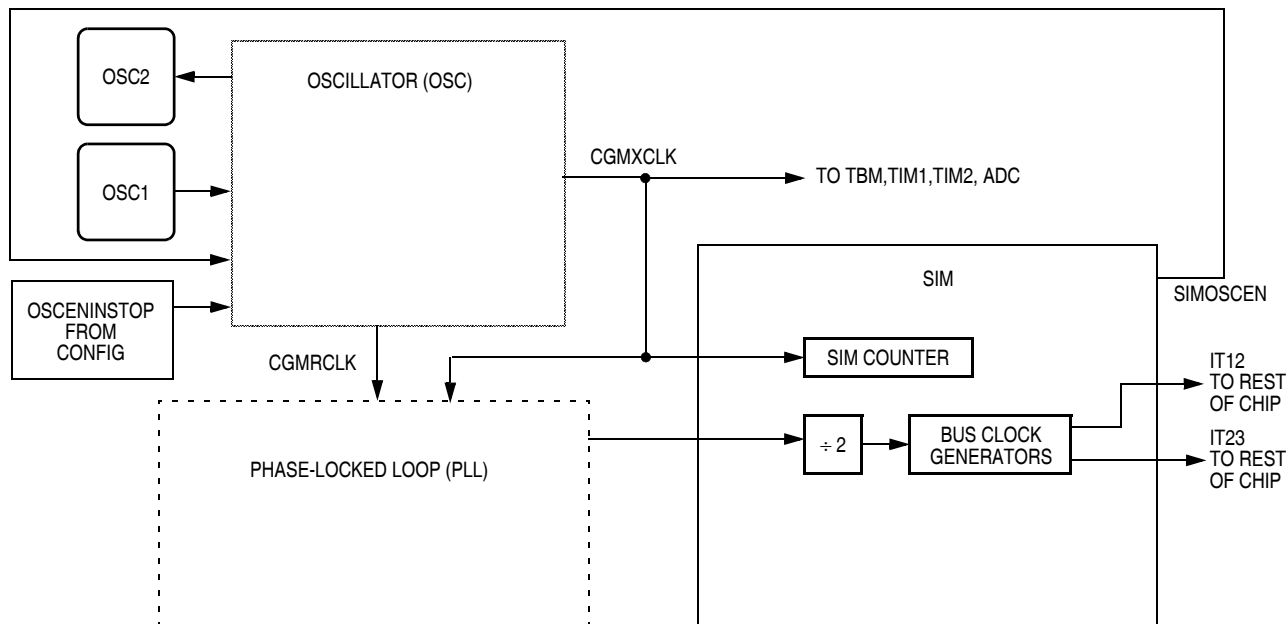 OSC2
OSCILLATOR (OSC)
CGMXCLK
TO TBM,TIM1,TIM2, ADC
OSC1
SIM
SIMOSCEN
OSCENINSTOP
FROM
CONFIG
CGMRCLK
SIM COUNTER
IT12
TO REST
OF CHIP
÷ 2
BUS CLOCK
GENERATORS
IT23
TO REST
OF CHIP
PHASE-LOCKED LOOP (PLL)